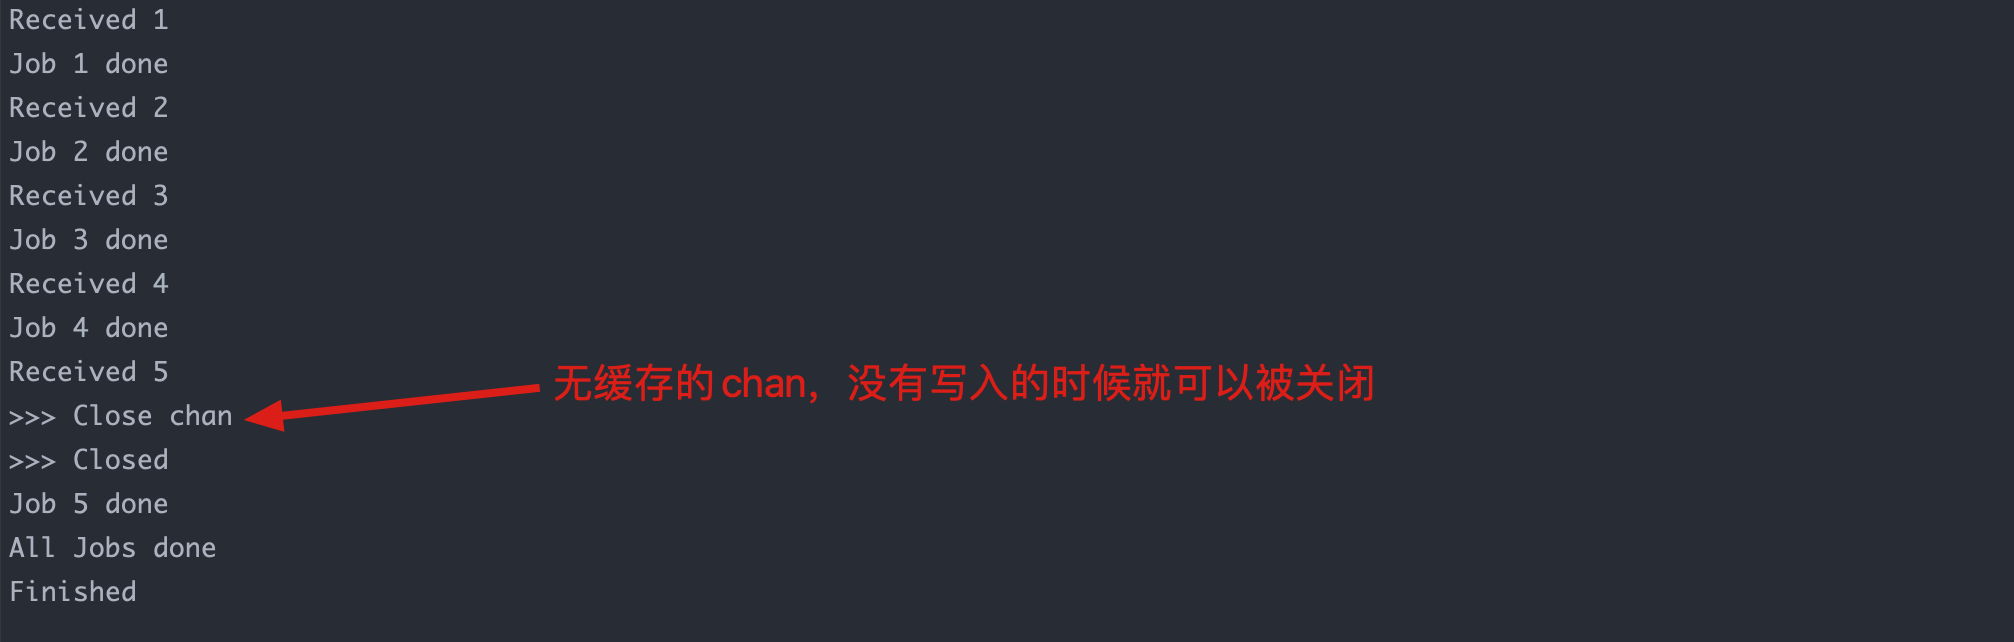 Received 1
Job 1 done
Received 2
Job 2 done
Received 3
Job 3 done
Received 4
Job 4 done
Received 5
无缓存的 chan，没有写入的时候就可以被关闭
>>> Close chan
>>> Closed
Job 5 done
All Jobs done
Finished